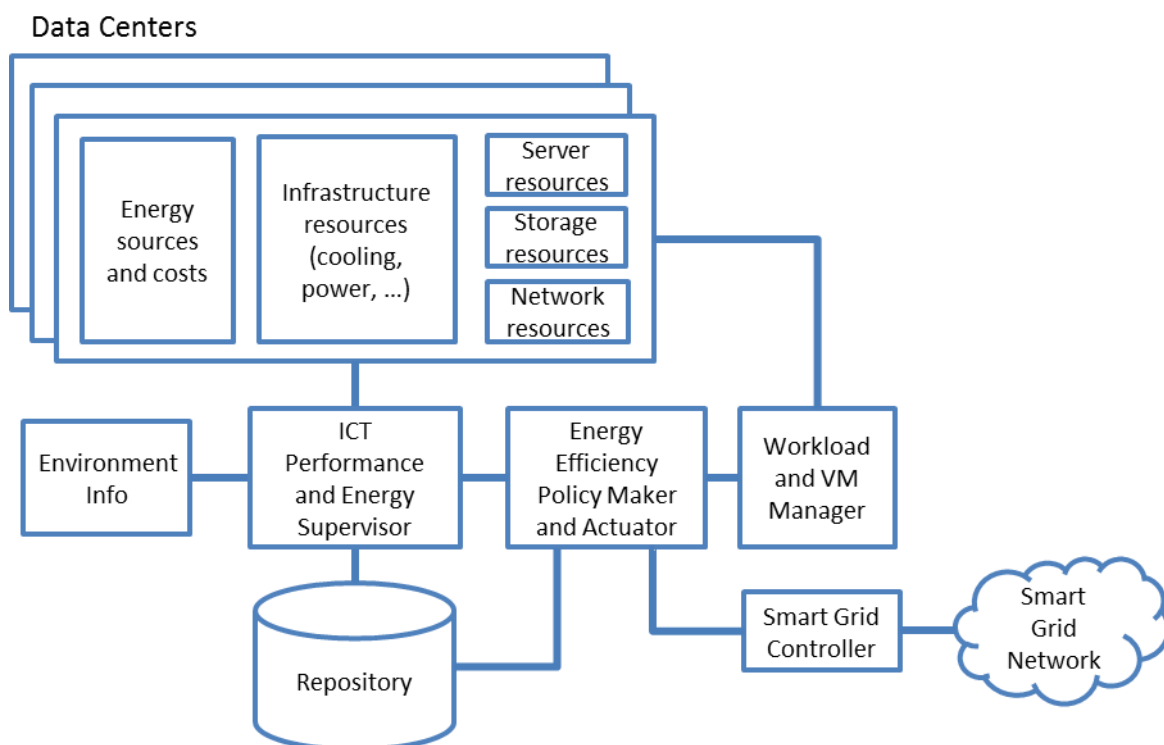 Data Centers
Energy
sources
and costs
Infrastructure
resources
(cooling,
power, ...)
Server
resources
Storage
resources
Network
resources
Environment
Info
ICT
Performance
and Energy
Supervisor
Energy
Efficiency
Policy Maker
and Actuator
Workload
and VM
Manager
Repository
Smart Grid
Controller
Smart
Grid
Network